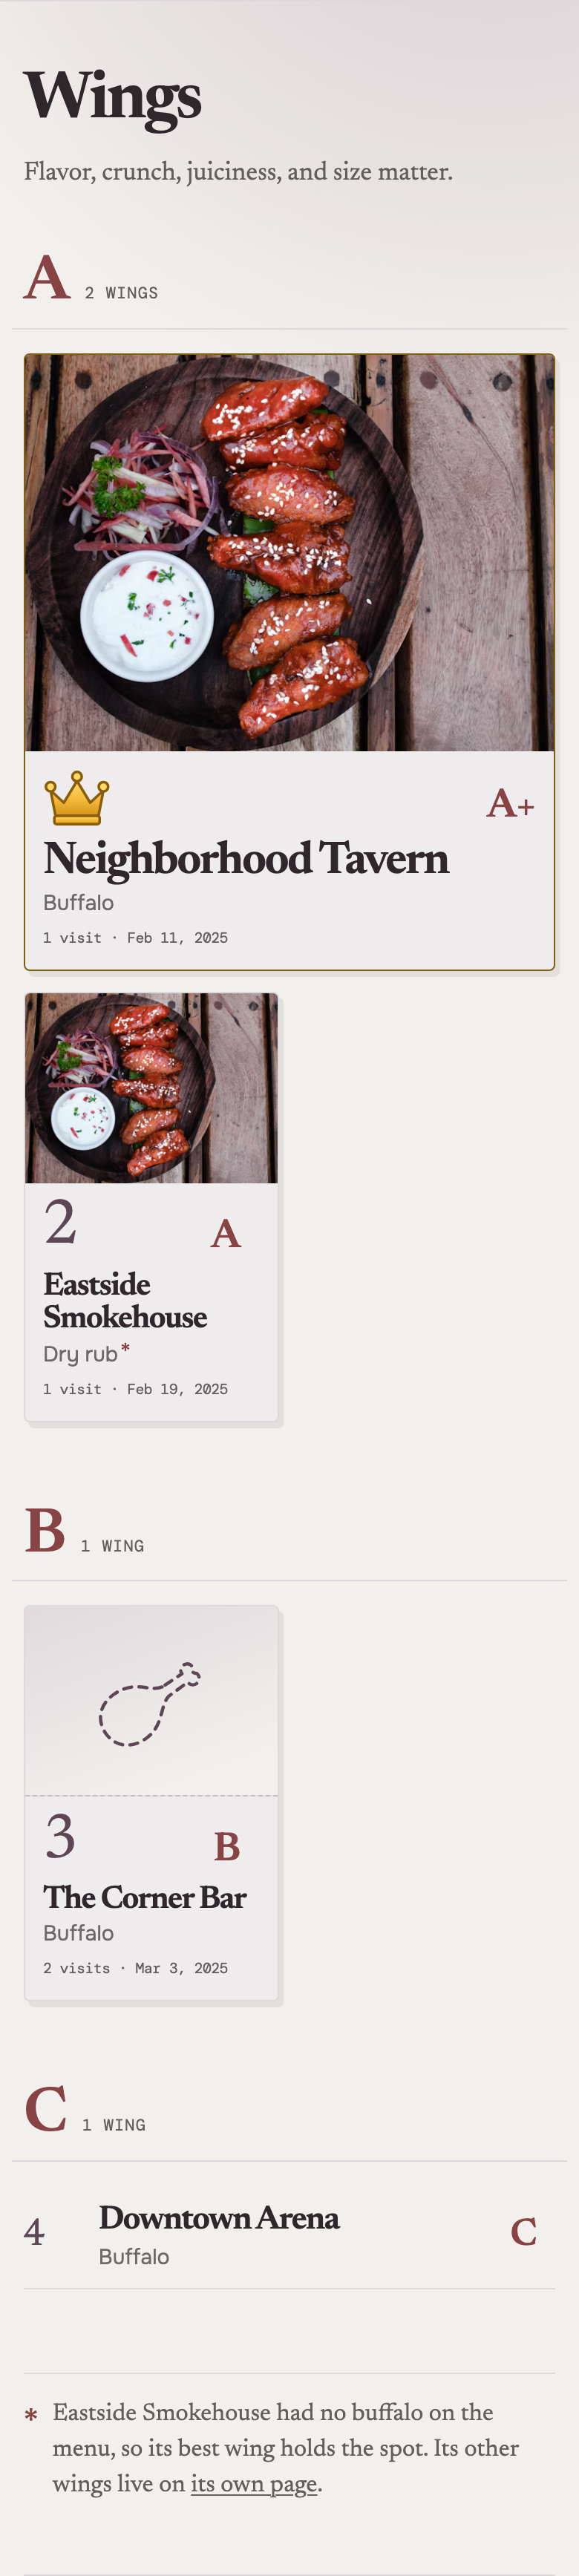 Wings
Flavor, crunch, juiciness, and size matter.
A 2 WINGS
A+
Neighborhood Tavern
Buffalo
1 visit · Feb 11, 2025
2 A
Eastside
Smokehouse
Dry rub*
1 visit · Feb 19, 2025
B 1 WING
3 B
The Corner Bar
Buffalo
2 visits · Mar 3, 2025
C 1 WING
4 Downtown Arena C
Buffalo
* Eastside Smokehouse had no buffalo on the
menu, so its best wing holds the spot. Its other
wings live on its own page.